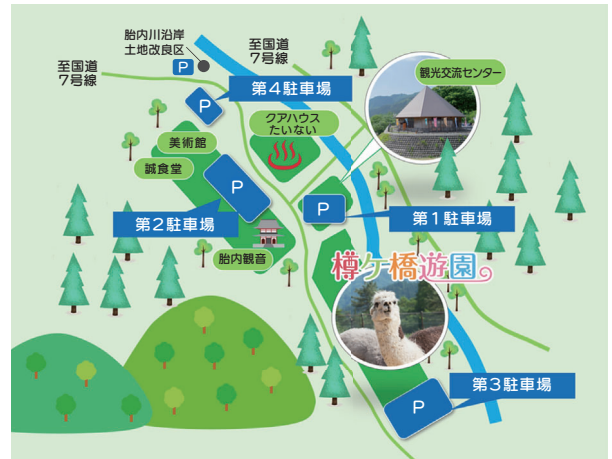 胎内川沿岸
土地改良区
P
至国道
7号線
至国道
7号線
第4駐車場
P
観光交流センター
クアハウス
たいない
美術館
誠食堂
P
第2駐車場
P
第1駐車場
胎内観音
樽ケ橋遊園
第3駐車場
P